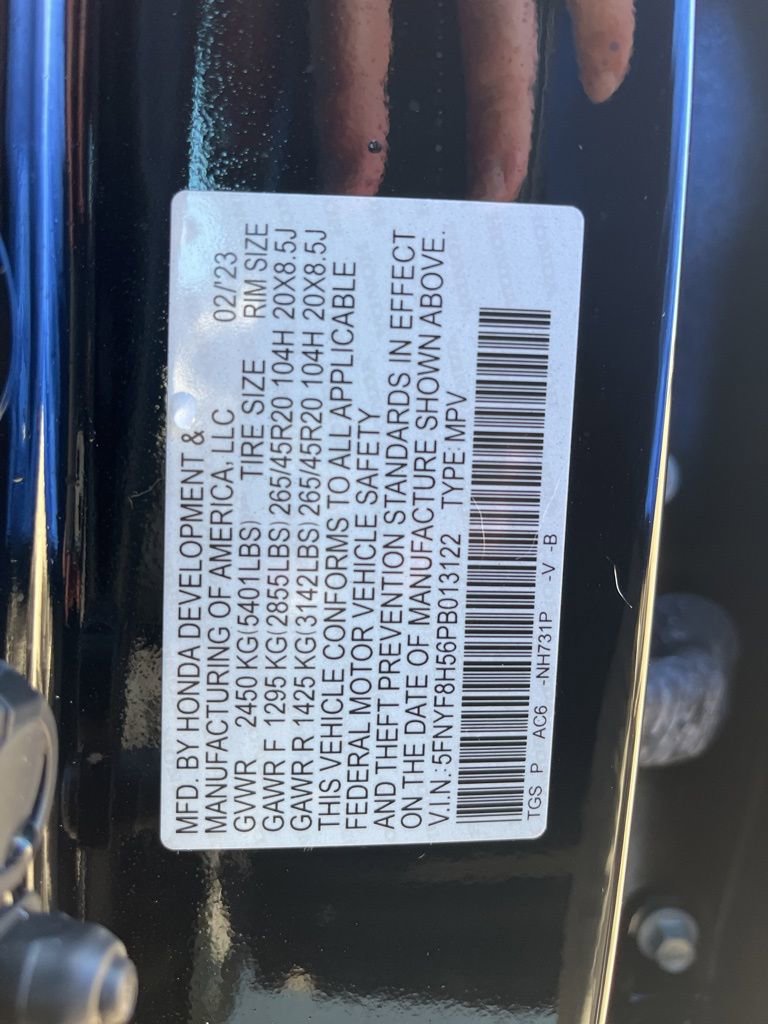 MFD. BY HONDA DEVELOPMENT &
MANUFACTURING OF AMERICA, LLC 02/'23
GVWR 2450 KG(5401LBS) TIRE SIZE RIM SIZE
GAWR F 1295 KG(2855LBS) 265/45R20 104H 20X8.5J
GAWR R 1425 KG(3142LBS) 265/45R20 104H 20X8.5J
THIS VEHICLE CONFORMS TO ALL APPLICABLE
FEDERAL MOTOR VEHICLE SAFETY
AND THEFT PREVENTION STANDARDS IN EFFECT
ON THE DATE OF MANUFACTURE SHOWN ABOVE.
V.I.N.: 5FNYF8H56PB013122 TYPE: MPV
TGS P AC6 -NH731P -V -B